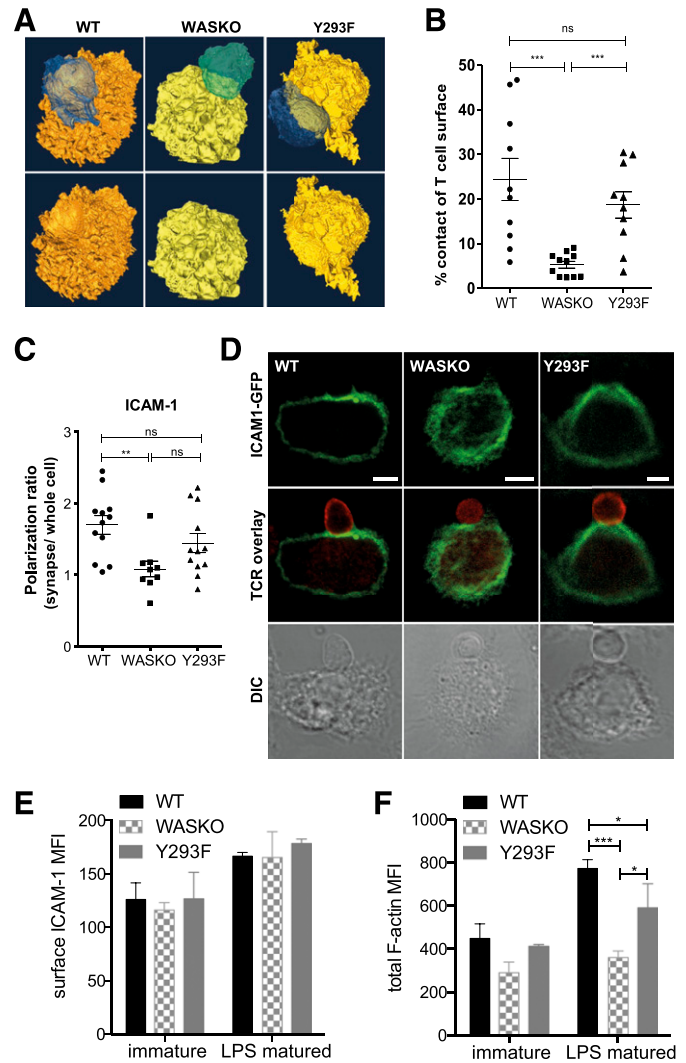 A
WT
WASKO
Y293F
B
ns
***
***
% contact of T cell surface
50
40
30
20
10
0
WT
WASKO
Y293F
C
ICAM-1
ns
**
ns
Polarization ratio
(synapse/ whole cell)
3
2
1
0
WT
WASKO
Y293F
D
WT
WASKO
Y293F
ICAM1-GFP
TCR overlay
DIC
E
WT
WASKO
Y293F
surface ICAM-1 MFI
200
150
100
50
0
immature
LPS matured
F
WT
WASKO
Y293F
*
***
*
total F-actin MFI
1000
800
600
400
200
0
immature
LPS matured